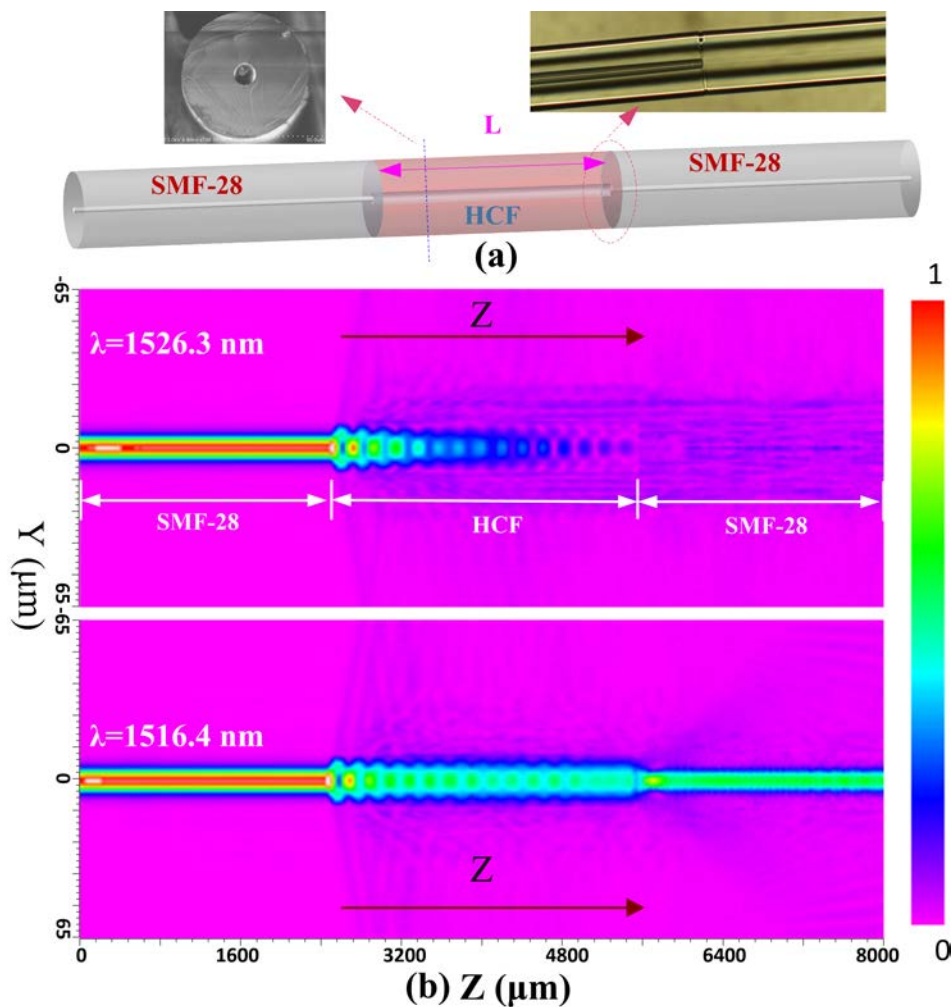 L
SMF-28
SMF-28
HCF
(a)
1
0
-65
0
65
Y (μm)
λ=1526.3 nm
Z
SMF-28
HCF
SMF-28
-65
0
65
λ=1516.4 nm
Z
0
1600
3200
4800
6400
8000
(b) Z (μm)